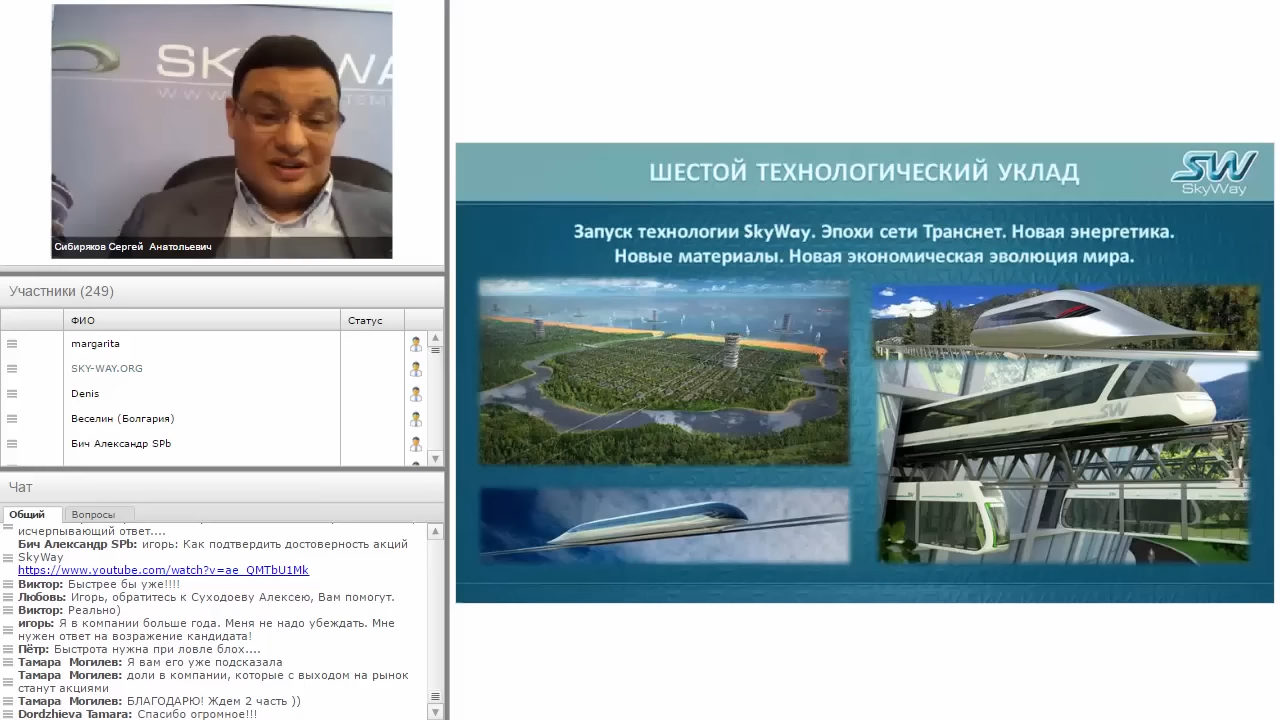 SKYWAY
Сибиряков Сергей Анатольевич
Участники (249)
ФИО
Статус
margarita
SKY-WAY.ORG
Denis
Веселин (Болгария)
Бич Александр SPb
Чат
Общий
Вопросы
исчерпывающий ответ....
Бич Александр SPb: игорь: Как подтвердить достоверность акций
SkyWay
https://www.youtube.com/watch?v=ae_QMTbU1Mk
Виктор: Быстрее бы уже!!!!
Любовь: Игорь, обратитесь к Суходоеву Алексею, Вам помогут.
Виктор: Реально)
игорь: Я в компании больше года. Меня не надо убеждать. Мне
нужен ответ на возражение кандидата!
Пётр: Быстрота нужна при ловле блох....
Тамара Могилев: Я вам его уже подсказала
Тамара Могилев: доли в компании, которые с выходом на рынок
станут акциями
Тамара Могилев: БЛАГОДАРЮ! Ждем 2 часть ))
Dordzhieva Tamara: Спасибо огромное!!!
ШЕСТОЙ ТЕХНОЛОГИЧЕСКИЙ УКЛАД
SW
SkyWay
Запуск технологии SkyWay. Эпохи сети Транснет. Новая энергетика.
Новые материалы. Новая экономическая эволюция мира.
SW